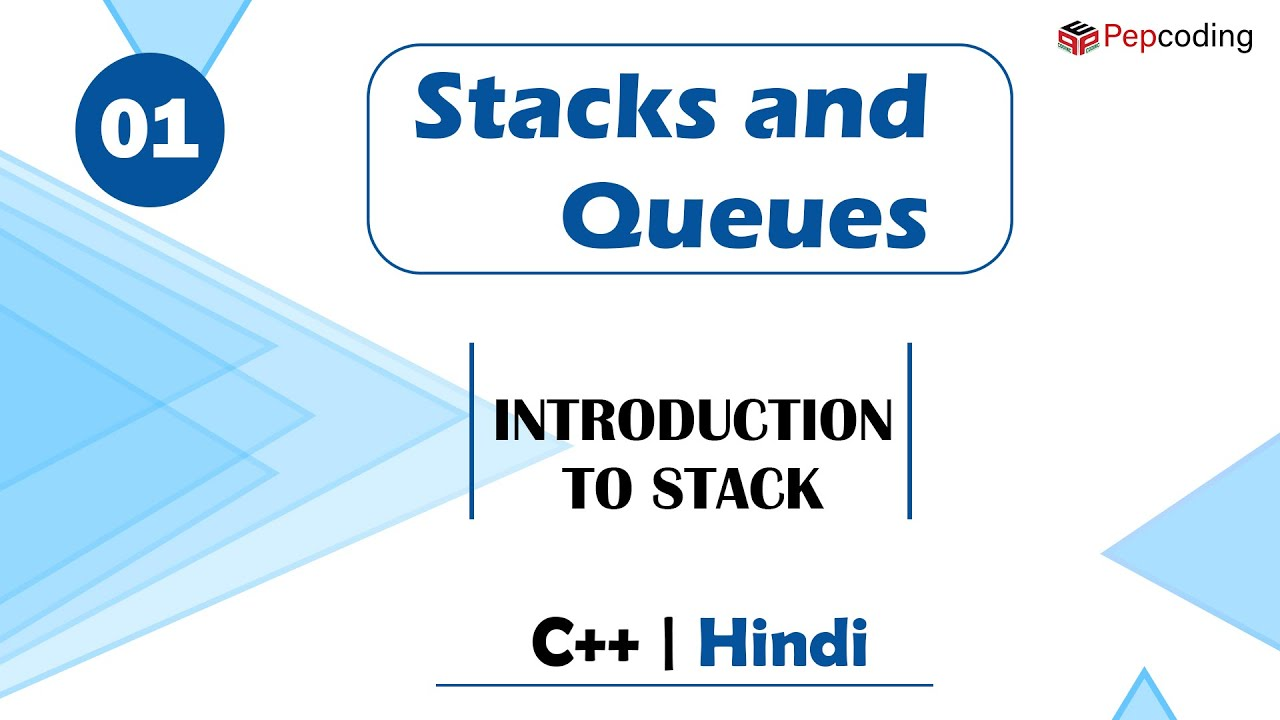 01
Pepcoding
Stacks and
Queues
INTRODUCTION
TO STACK
C++ | Hindi